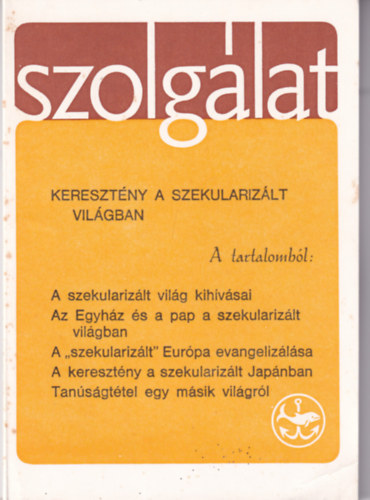 szolgálat
KERESZTÉNY A SZEKULARIZÁLT
VILÁGBAN
A tartalomból:
A szekularizált világ kihívásai
Az Egyház és a pap a szekularizált
világban
A „szekularizált" Európa evangelizálása
A keresztény a szekularizált Japánban
Tanúságtétel egy másik világról